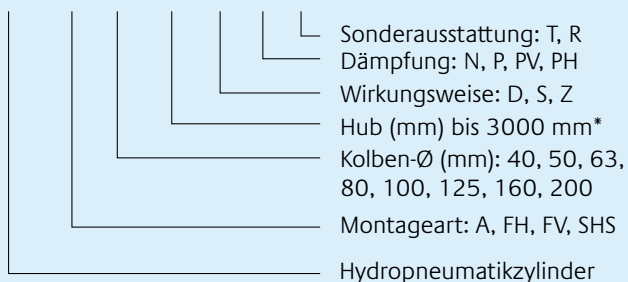 Sonderausstattung: T, R
Dämpfung: N, P, PV, PH
Wirkungsweise: D, S, Z
Hub (mm) bis 3000 mm*
Kolben-Ø (mm): 40, 50, 63,
80, 100, 125, 160, 200
Montageart: A, FH, FV, SHS
Hydropneumatikzylinder